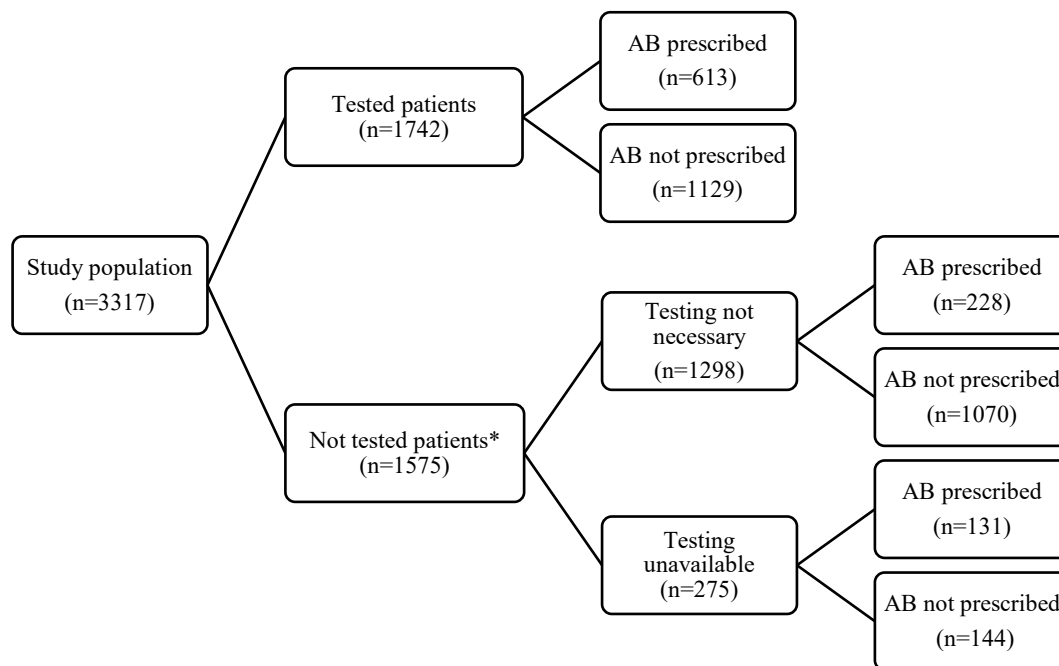 Study population
(n=3317)
Tested patients
(n=1742)
AB prescribed
(n=613)
AB not prescribed
(n=1129)
Not tested patients*
(n=1575)
Testing not
necessary
(n=1298)
AB prescribed
(n=228)
AB not prescribed
(n=1070)
Testing
unavailable
(n=275)
AB prescribed
(n=131)
AB not prescribed
(n=144)